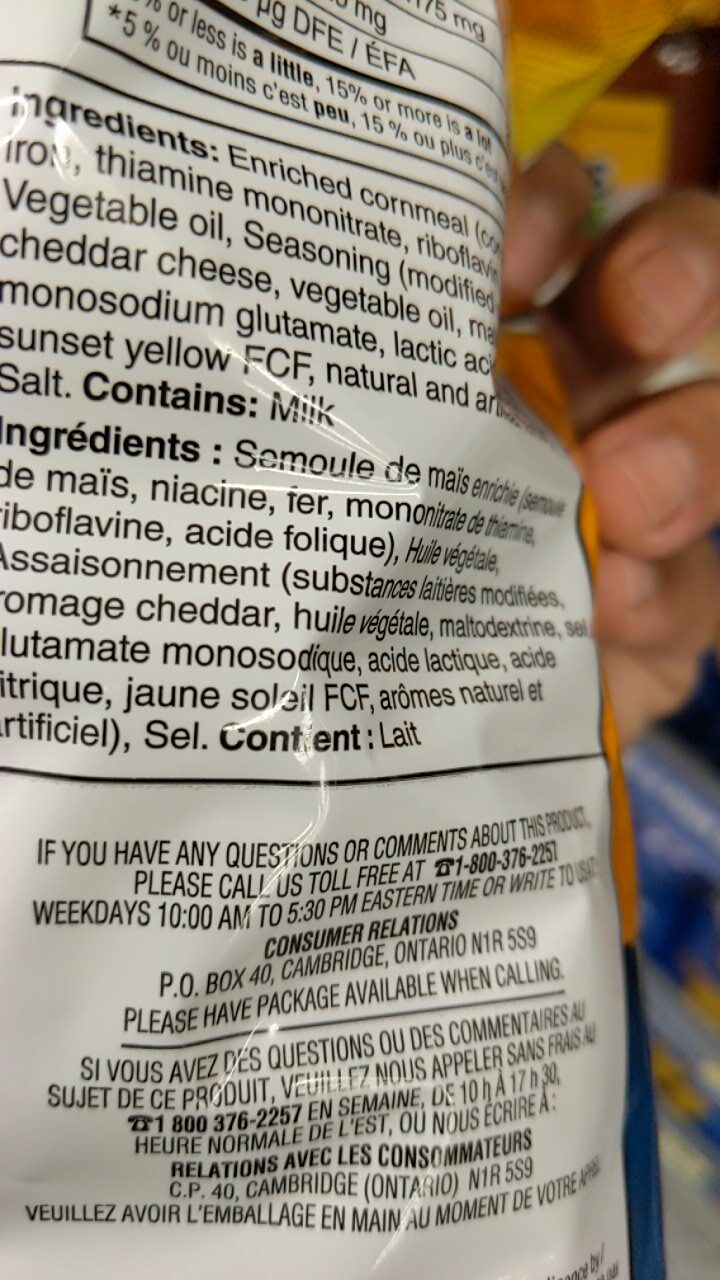 175 mg
mg
% or less is a little, 15% or more is a lot
µg DFE / ÉFA
*5 % ou moins c'est peu, 15 % ou plus c'est
Ingredients: Enriched cornmeal
iron, thiamine mononitrate, riboflavin
Vegetable oil, Seasoning (modified
cheddar cheese, vegetable oil,
monosodium glutamate, lactic
sunset yellow FCF, natural and
Salt. Contains: Milk
Ingrédients : Semoule de maïs enrichie (semoule
de maïs, niacine, fer, mononitrate de thiamine,
riboflavine, acide folique), Huile végétale,
Assaisonnement (substances laitières modifiées,
romage cheddar, huile végétale, maltodextrine, sel
lutamate monosodique, acide lactique, acide
itrique, jaune soleil FCF, arômes naturel et
rtificiel), Sel. Contient : Lait
IF YOU HAVE ANY QUESTIONS OR COMMENTS ABOUT THIS PRODUCT,
PLEASE CALL US TOLL FREE AT ☎1-800-376-2257
WEEKDAYS 10:00 AM TO 5:30 PM EASTERN TIME OR WRITE TO US AT
CONSUMER RELATIONS
P.O. BOX 40, CAMBRIDGE, ONTARIO N1R 5S9
PLEASE HAVE PACKAGE AVAILABLE WHEN CALLING.
SI VOUS AVEZ DES QUESTIONS OU DES COMMENTAIRES AU
SUJET DE CE PRODUIT, VEUILLEZ NOUS APPELER SANS FRAIS AU
☎1 800 376-2257 EN SEMAINE, DE 10 h À 17 h 30,
HEURE NORMALE DE L'EST, OU NOUS ÉCRIRE À :
RELATIONS AVEC LES CONSOMMATEURS
C.P. 40, CAMBRIDGE (ONTARIO) N1R 5S9
VEUILLEZ AVOIR L'EMBALLAGE EN MAIN AU MOMENT DE VOTRE APPEL